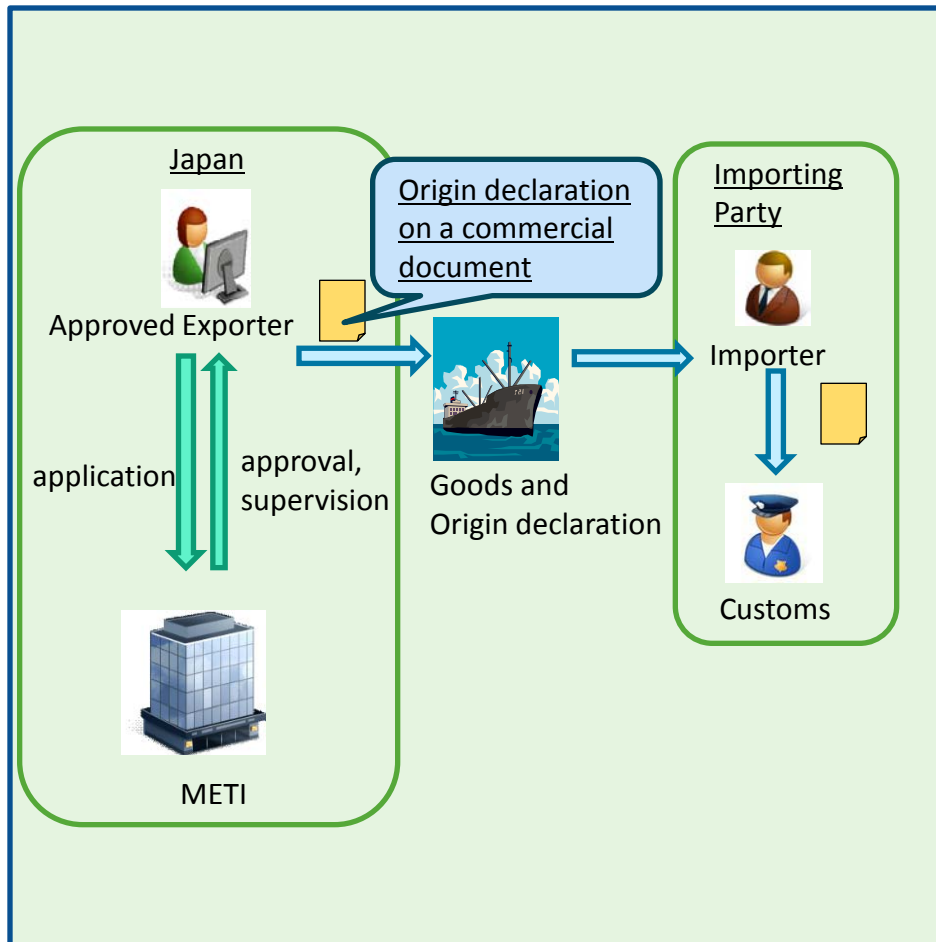 Japan
Approved Exporter
application
approval,
supervision
METI
Origin declaration
on a commercial
document
Goods and
Origin declaration
Importing
Party
Importer
Customs